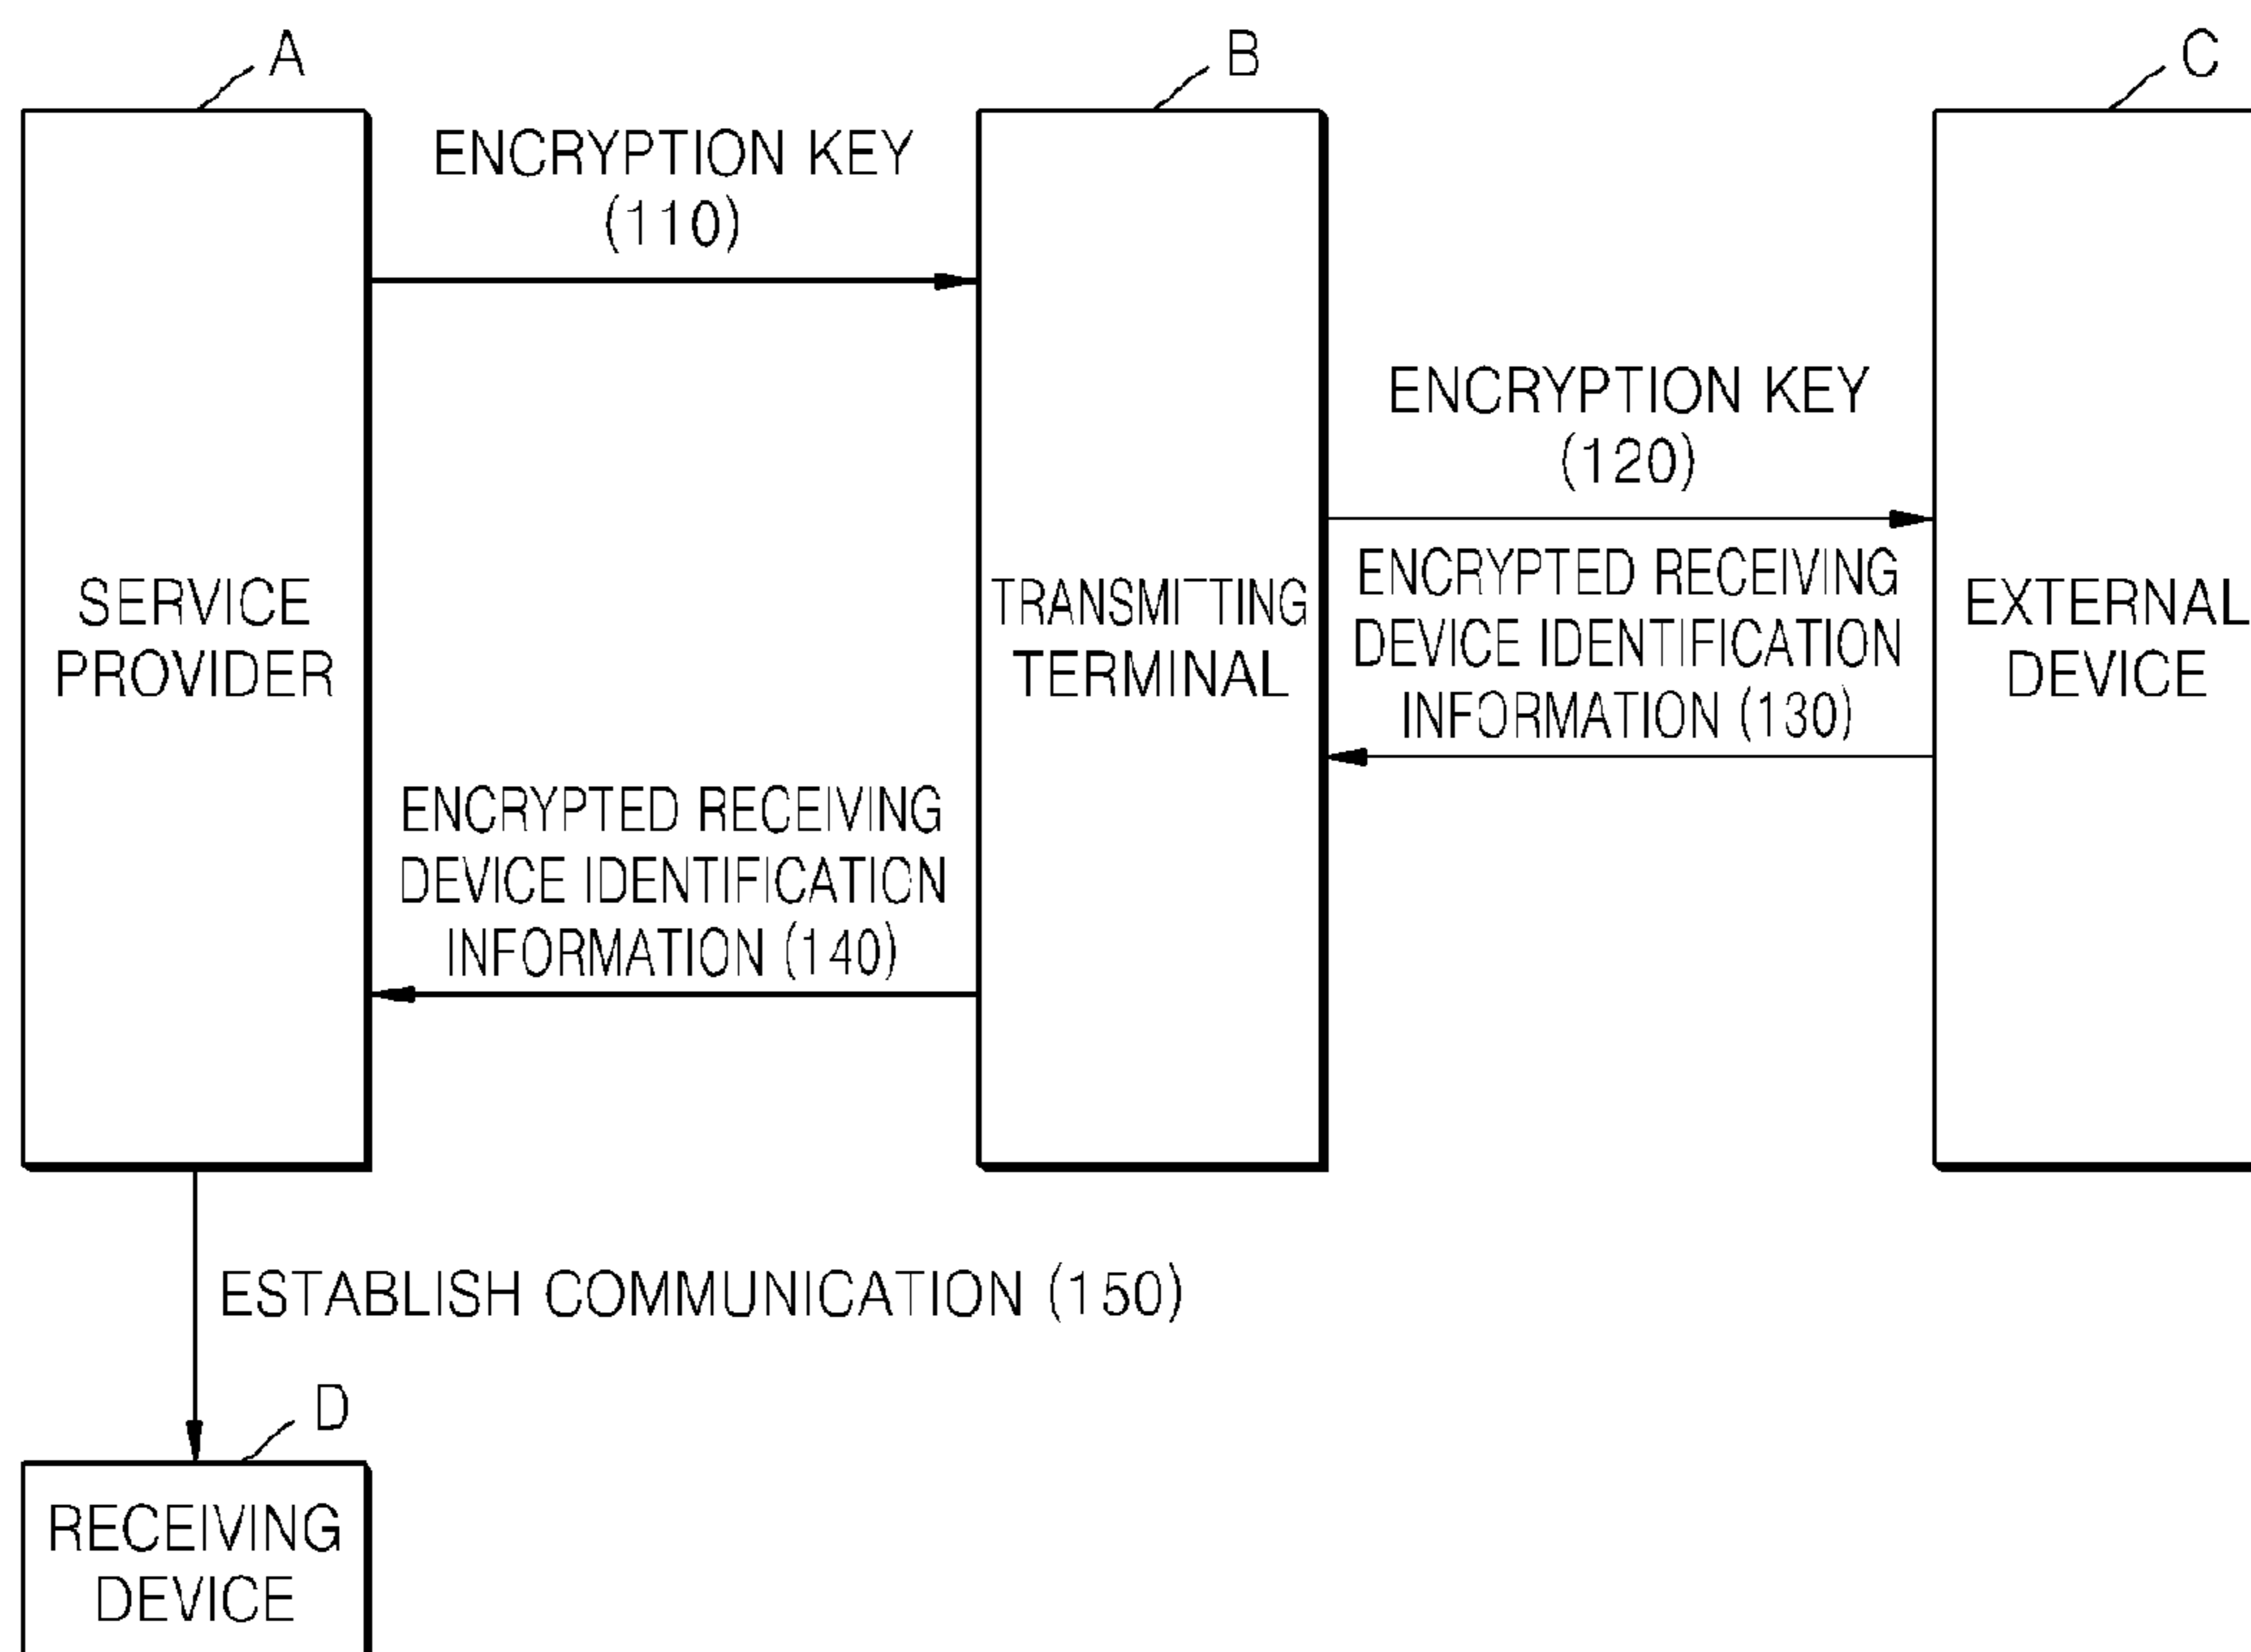 A
B
C
ENCRYPTION KEY
(110)
ENCRYPTION KEY
(120)
SERVICE
PROVIDER
TRANSMITTING
TERMINAL
ENCRYPTED RECEIVING
DEVICE IDENTIFICATION
INFORMATION (130)
EXTERNAL
DEVICE
ENCRYPTED RECEIVING
DEVICE IDENTIFICATION
INFORMATION (140)
ESTABLISH COMMUNICATION (150)
D
RECEIVING
DEVICE